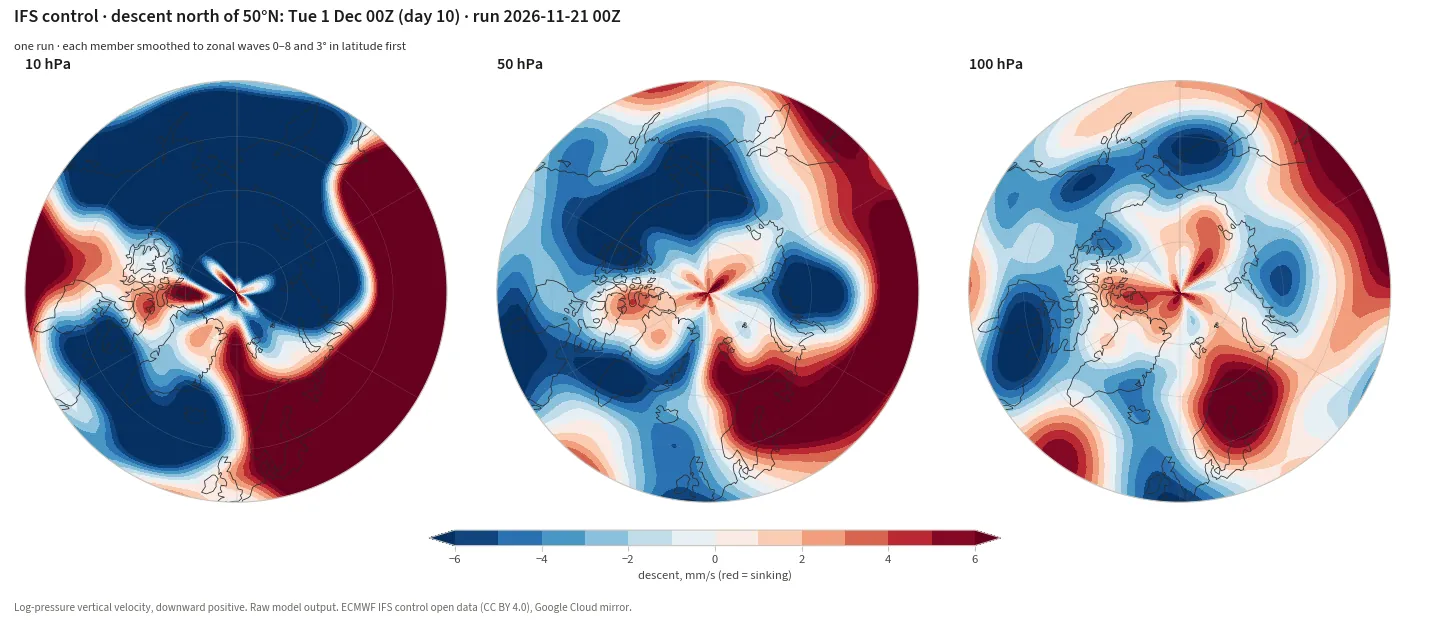 IFS control · descent north of 50°N: Tue 1 Dec 00Z (day 10) · run 2026-11-21 00Z
one run · each member smoothed to zonal waves 0–8 and 3° in latitude first
10 hPa
50 hPa
100 hPa
−6 −4 −2 0 2 4 6
descent, mm/s (red = sinking)
Log-pressure vertical velocity, downward positive. Raw model output. ECMWF IFS control open data (CC BY 4.0), Google Cloud mirror.